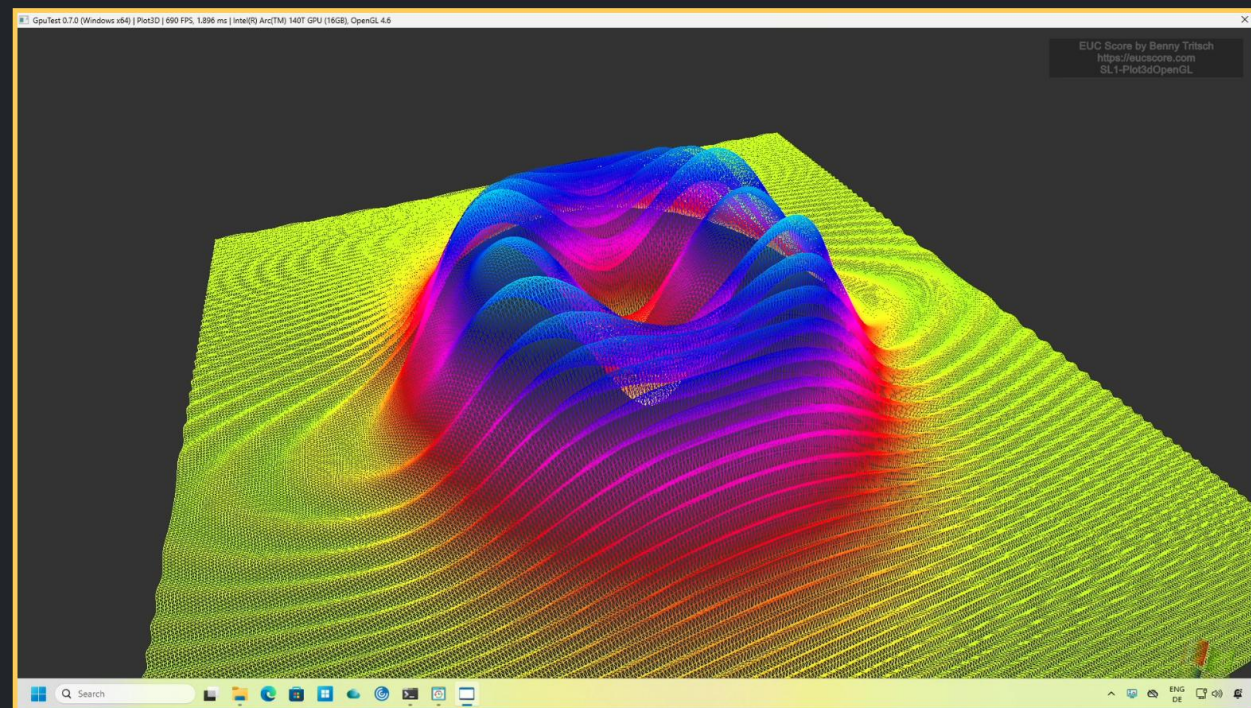 GpuTest 0.7.0 (Windows x64) | Plot3D | 690 FPS, 1.896 ms | Intel(R) Arc(TM) 140T GPU (16GB), OpenGL 4.6
EUC Score by Benny Tritsch
https://eucscore.com
SL1-Plot3dOpenGL
Search
ENG
DE